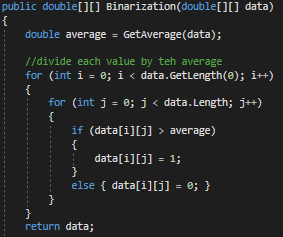 public double[][] Binarization(double[][] data)
{
double average = GetAverage(data);
//divide each value by teh average
for (int i = 0; i < data.GetLength(0); i++)
{
for (int j = 0; j < data.Length; j++)
{
if (data[i][j] > average)
{
data[i][j] = 1;
}
else { data[i][j] = 0; }
}
}
return data;